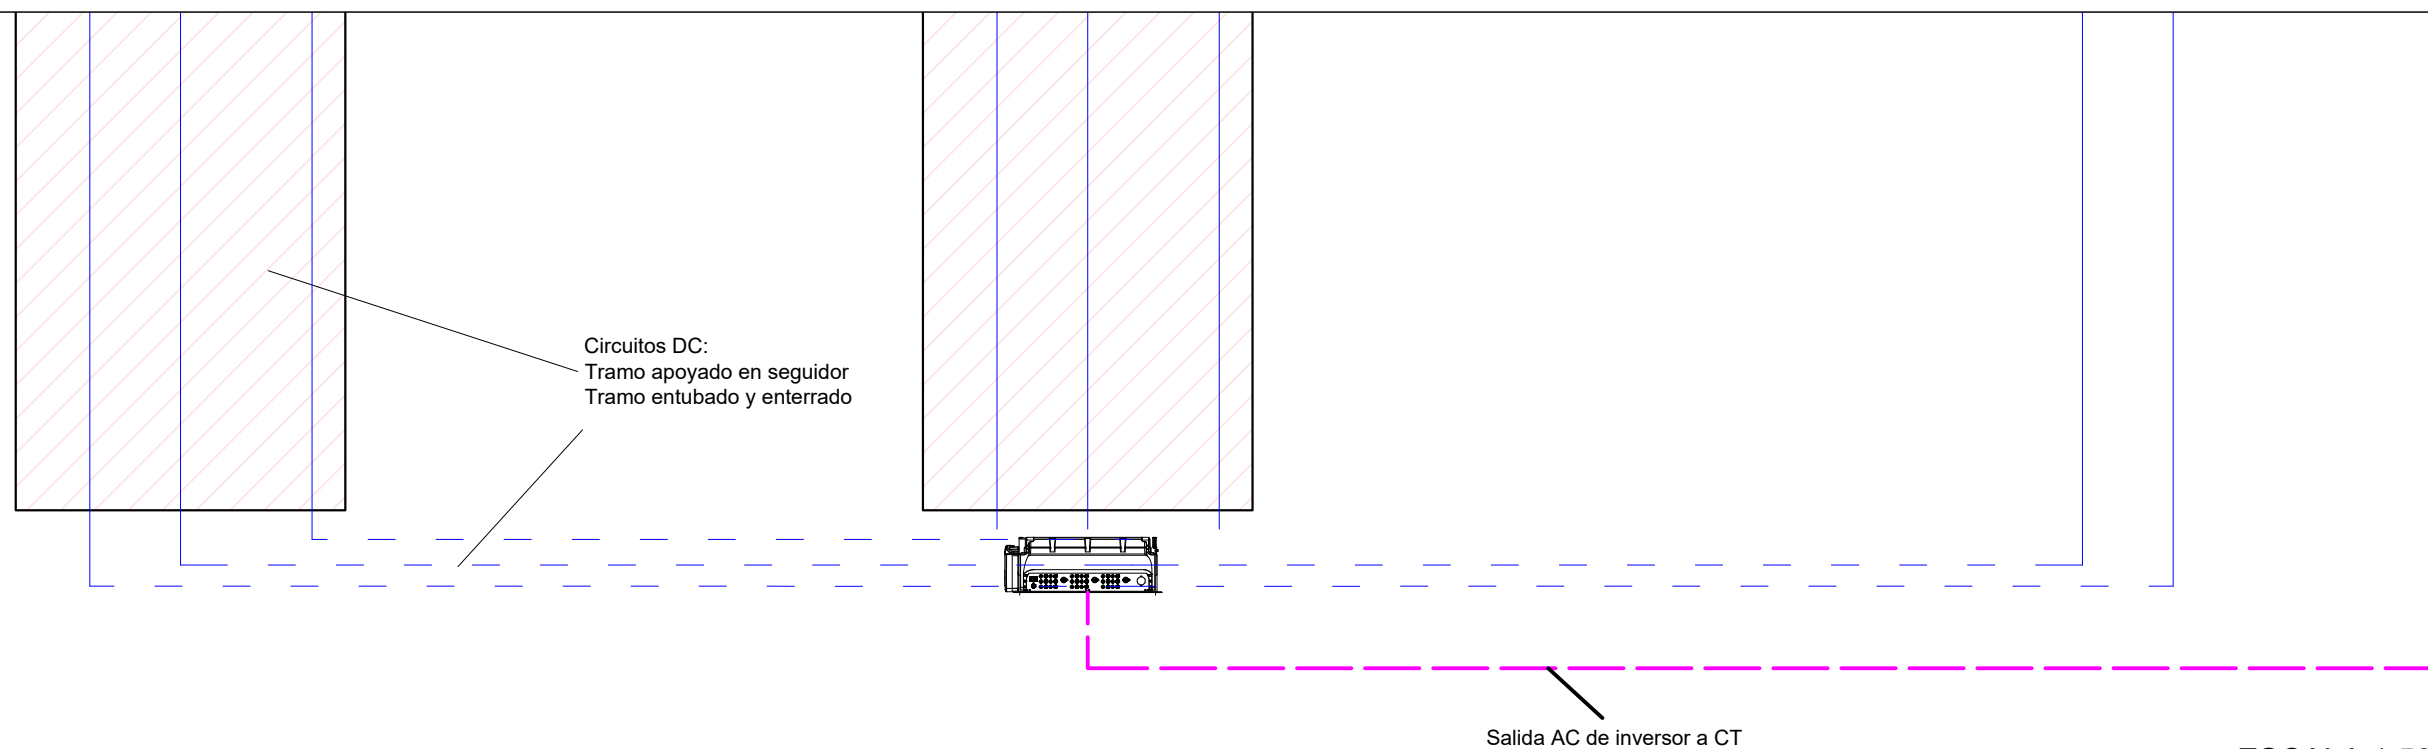 Circuitos DC:
Tramo apoyado en seguidor
Tramo entubado y enterrado
Salida AC de inversor a CT